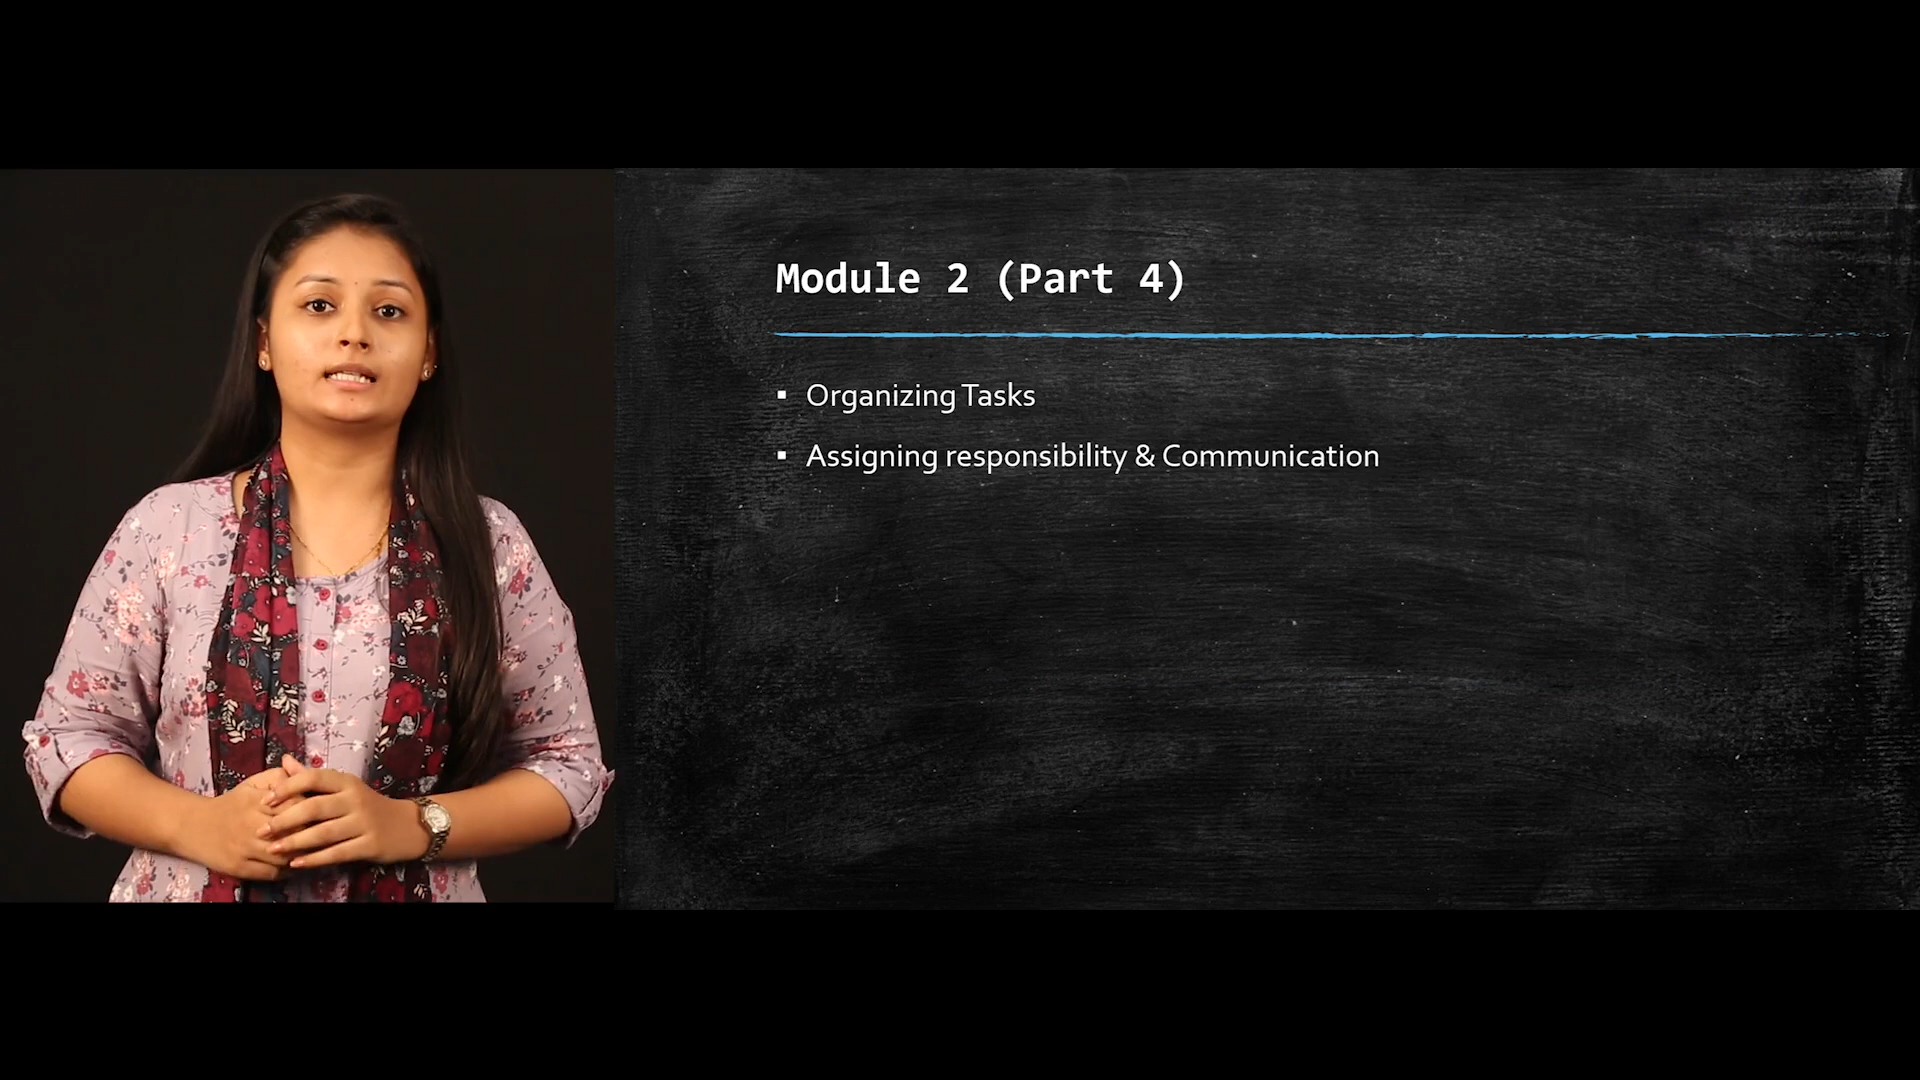 Module 2 (Part 4)
▪ Organizing Tasks
▪ Assigning responsibility & Communication